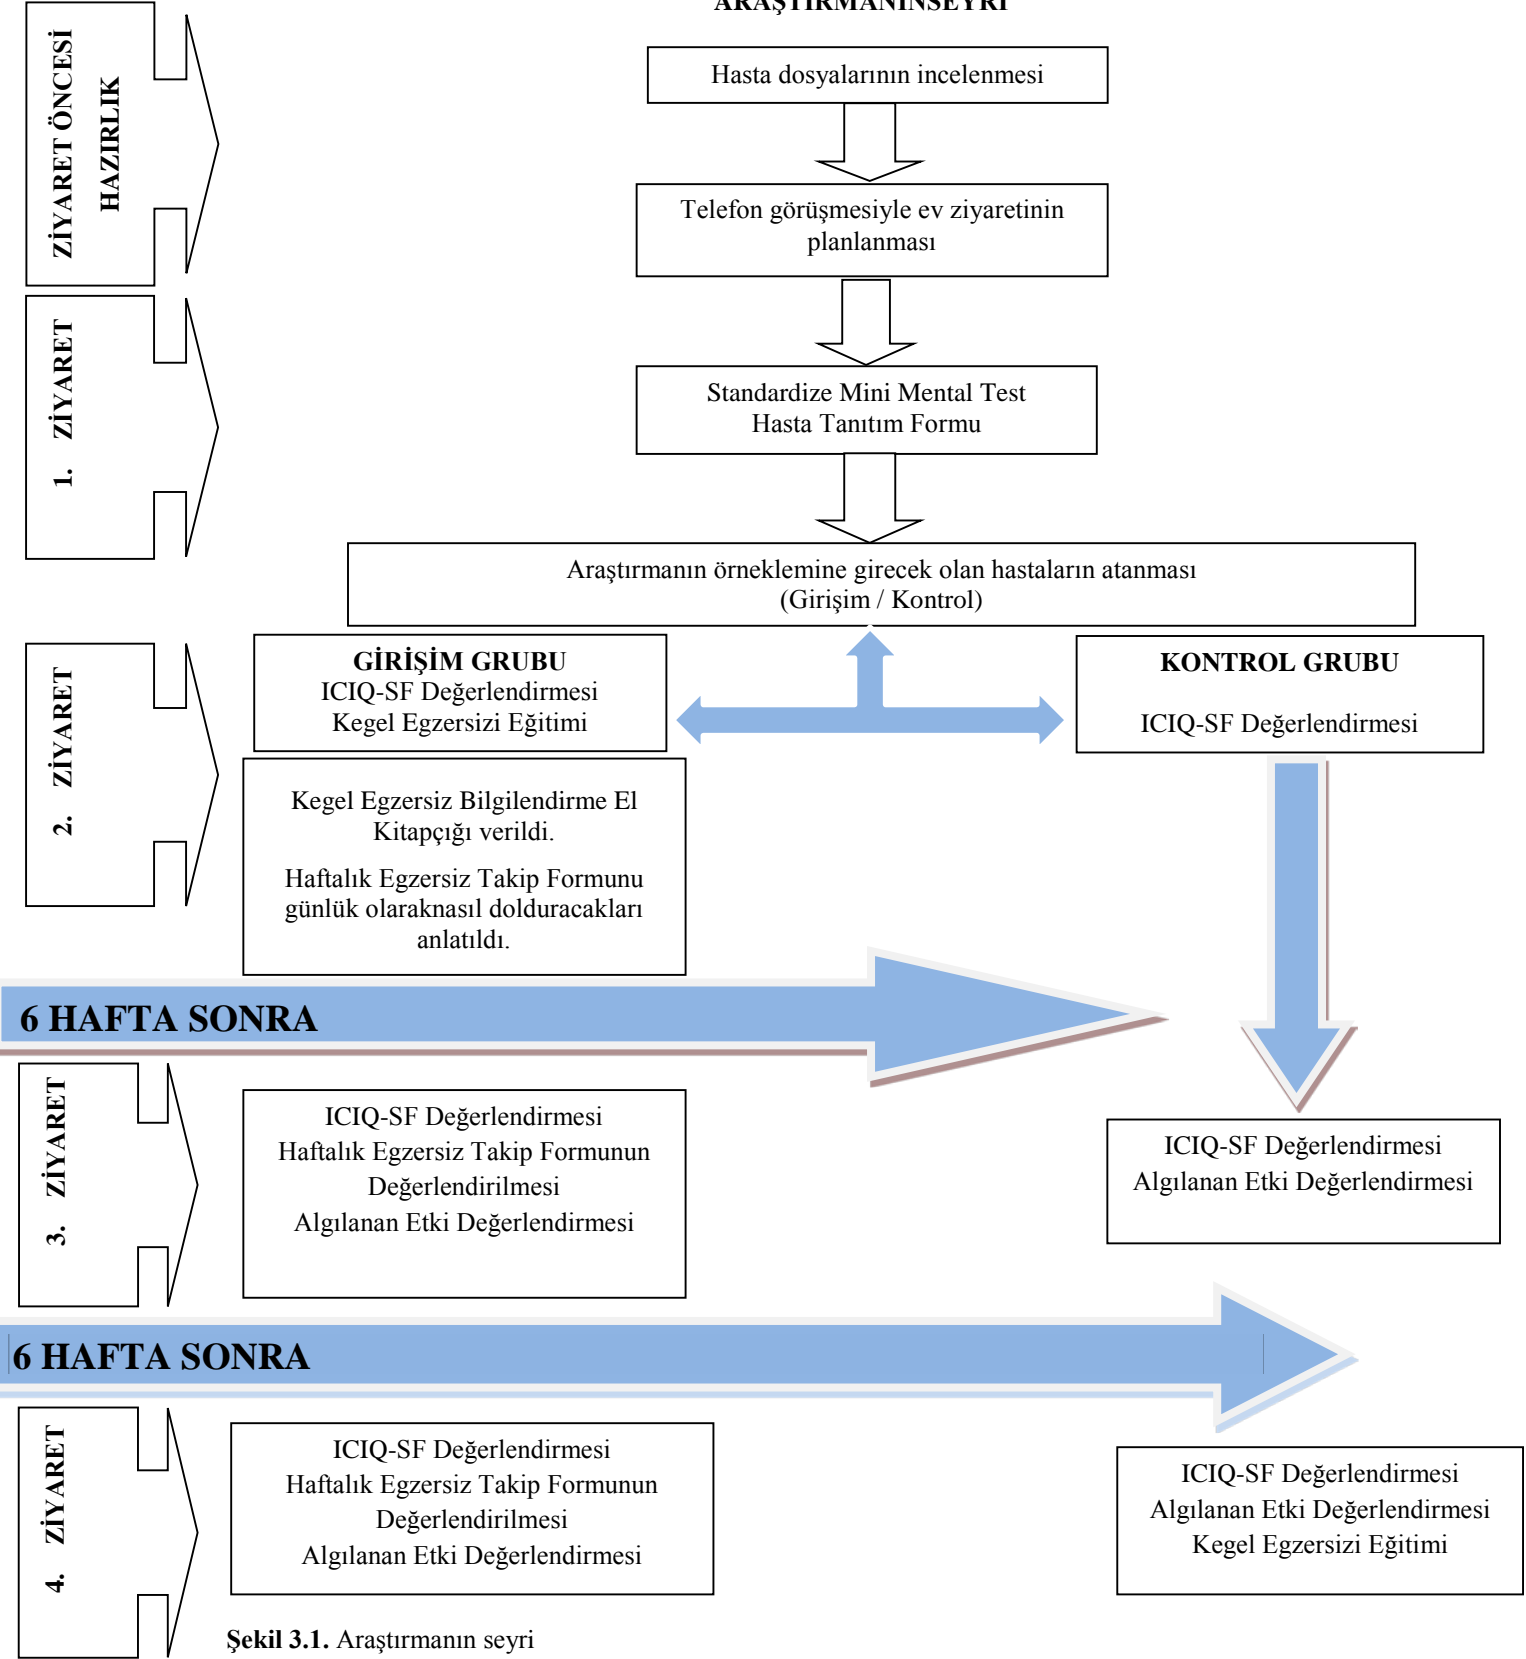 ARAŞTIRMANINSEYRİ
ZİYARET ÖNCESİ
HAZIRLIK
Hasta dosyalarının incelenmesi
Telefon görüşmesiyle ev ziyaretinin
planlanması
1. ZİYARET
Standardize Mini Mental Test
Hasta Tanıtım Formu
Araştırmanın örneklemine girecek olan hastaların atanması
(Girişim / Kontrol)
2. ZİYARET
GİRİŞİM GRUBU
ICIQ-SF Değerlendirmesi
Kegel Egzersizi Eğitimi
KONTROL GRUBU
ICIQ-SF Değerlendirmesi
Kegel Egzersiz Bilgilendirme El
Kitapçığı verildi.
Haftalık Egzersiz Takip Formunu
günlük olaraknasıl dolduracakları
anlatıldı.
6 HAFTA SONRA
3. ZİYARET
ICIQ-SF Değerlendirmesi
Haftalık Egzersiz Takip Formunun
Değerlendirilmesi
Algılanan Etki Değerlendirmesi
ICIQ-SF Değerlendirmesi
Algılanan Etki Değerlendirmesi
6 HAFTA SONRA
4. ZİYARET
ICIQ-SF Değerlendirmesi
Haftalık Egzersiz Takip Formunun
Değerlendirilmesi
Algılanan Etki Değerlendirmesi
ICIQ-SF Değerlendirmesi
Algılanan Etki Değerlendirmesi
Kegel Egzersizi Eğitimi
Şekil 3.1. Araştırmanın seyri